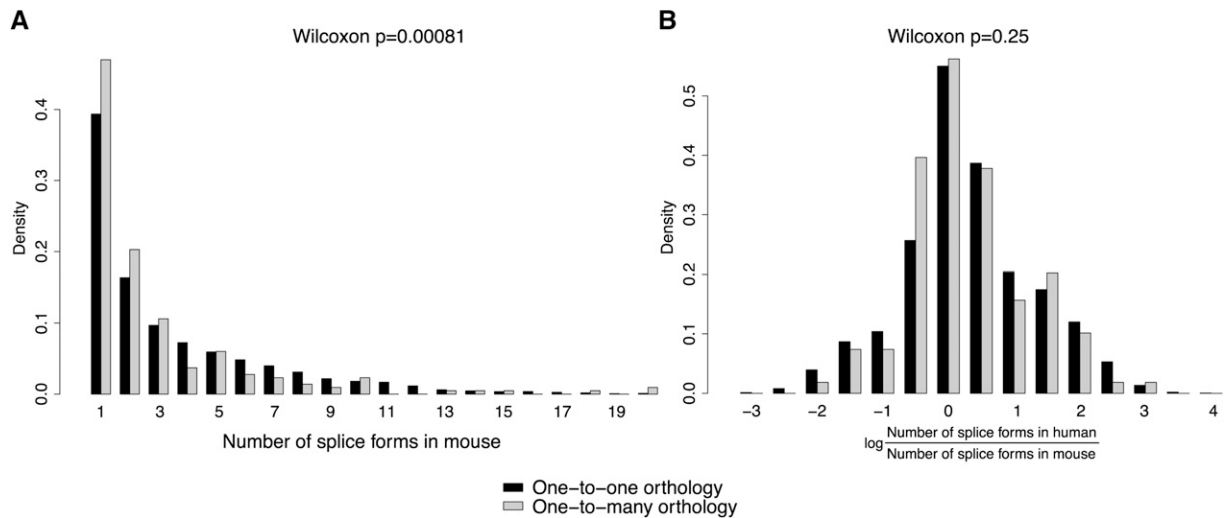 A
Wilcoxon p=0.00081
Density
0.0
0.1
0.2
0.3
0.4
1 3 5 7 9 11 13 15 17 19
Number of splice forms in mouse
B
Wilcoxon p=0.25
Density
0.0
0.1
0.2
0.3
0.4
0.5
−3 −2 −1 0 1 2 3 4
log Number of splice forms in human
Number of splice forms in mouse
One−to−one orthology
One−to−many orthology